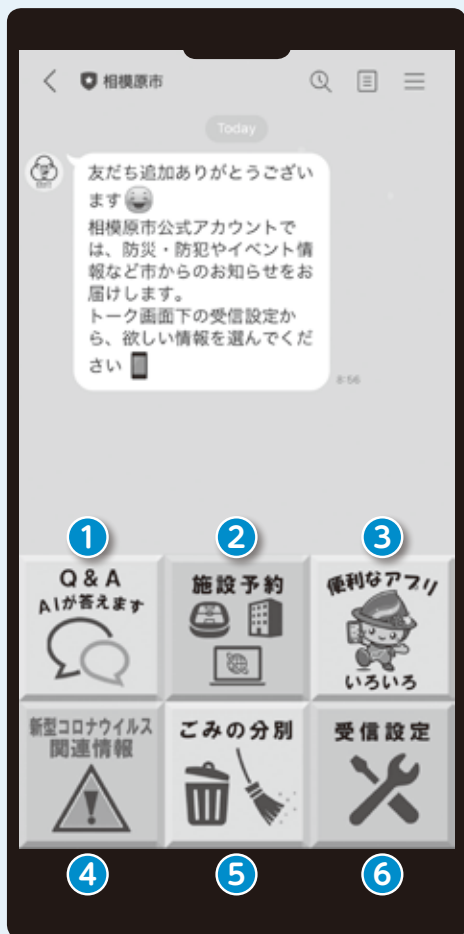 相模原市
Today
友だち追加ありがとうござい
ます
相模原市公式アカウントで
は、防災・防犯やイベント情
報など市からのお知らせをお
届けします。
トーク画面下の受信設定か
ら、欲しい情報を選んでくだ
さい
8:56
1
2
3
Q&A
AIが答えます
施設予約
便利なアプリ
いろいろ
新型コロナウイルス
関連情報
ごみの分別
受信設定
4
5
6